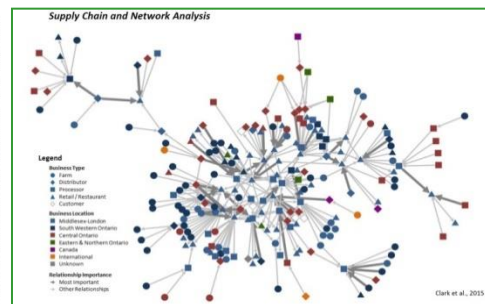 Supply Chain and Network Analysis
Legend
Business Type
Farm
Distributor
Processor
Retail / Restaurant
Customer
Business Location
Middlesex-London
South Western Ontario
Central Ontario
Eastern & Northern Ontario
Canada
International
Unknown
Relationship Importance
Most Important
Other Relationships
Clark et al., 2015